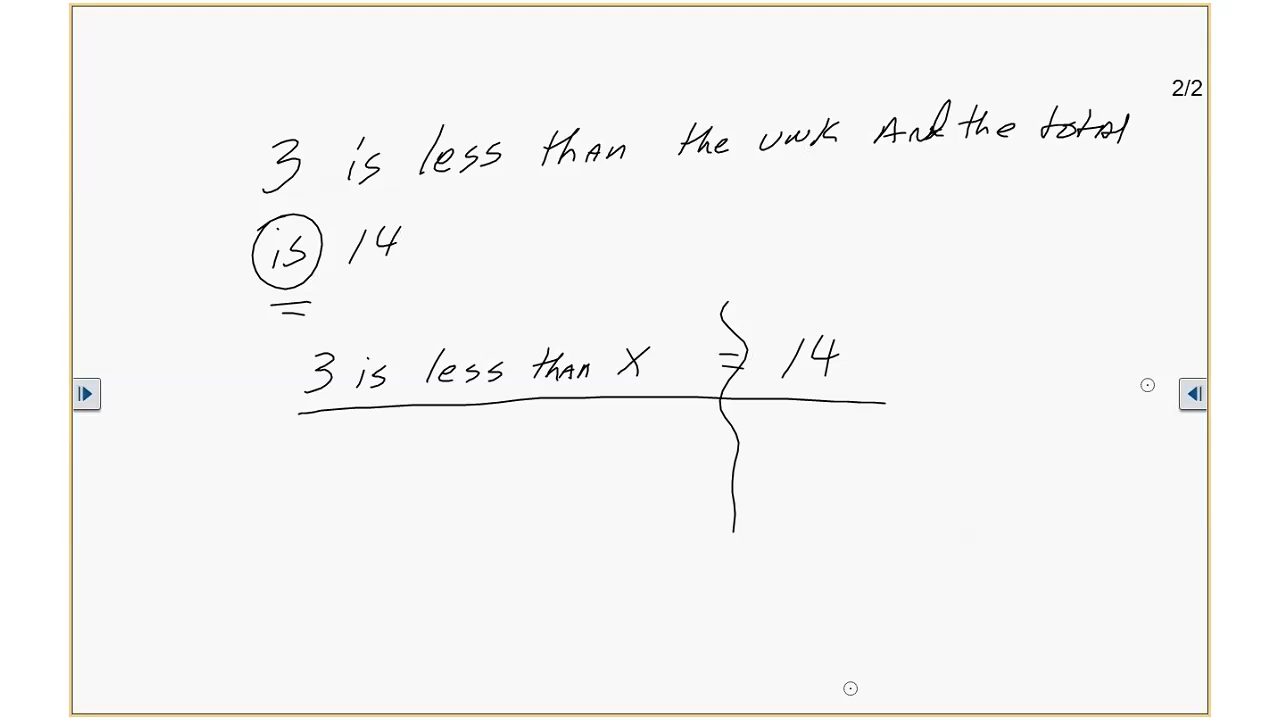 2/2
3 is less than the unk and the total
is 14
3 is less than X = 14